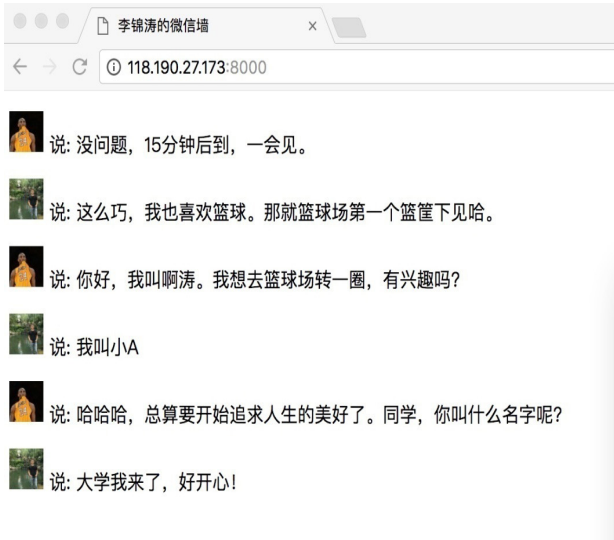 李锦涛的微信墙
118.190.27.173:8000
说: 没问题，15分钟后到，一会见。
说: 这么巧，我也喜欢篮球。那就篮球场第一个篮筐下见哈。
说: 你好，我叫啊涛。我想去篮球场转一圈，有兴趣吗？
说: 我叫小A
说: 哈哈哈，总算要开始追求人生的美好了。同学，你叫什么名字呢？
说: 大学我来了，好开心！